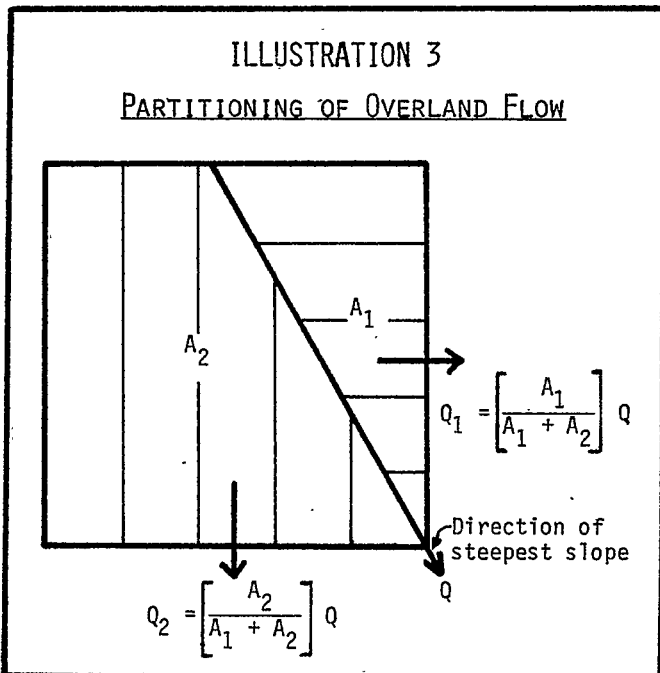 ILLUSTRATION 3
PARTITIONING OF OVERLAND FLOW
A1
A2
Q1 = [A1 / (A1 + A2)] Q
Direction of
steepest slope
Q
Q2 = [A2 / (A1 + A2)] Q